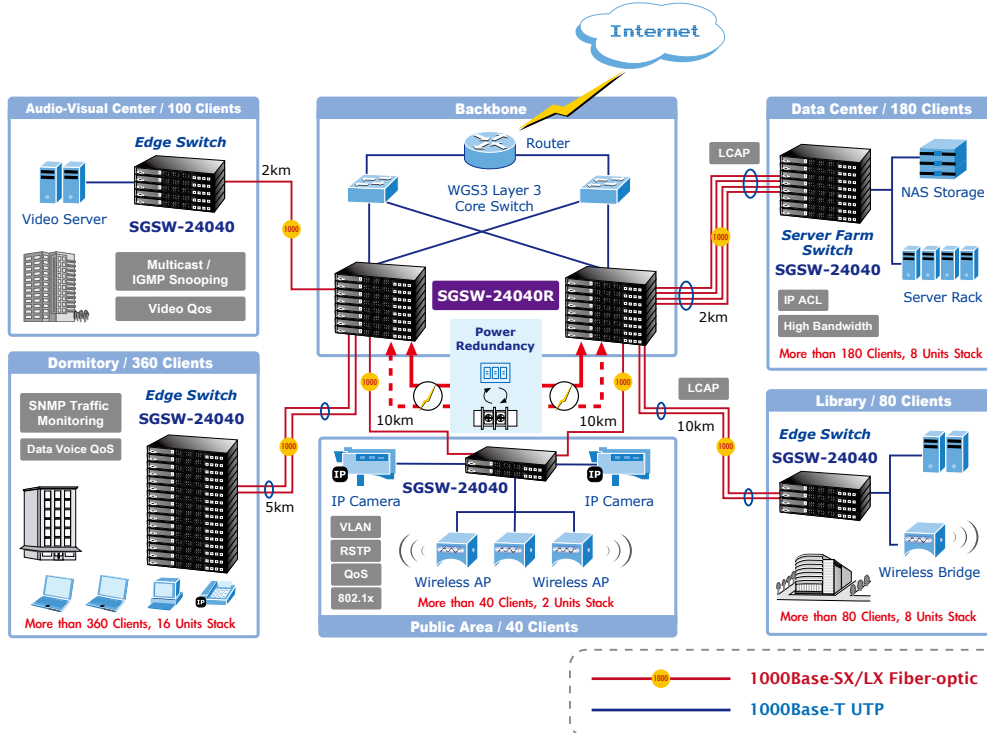 Internet
Audio-Visual Center / 100 Clients
Edge Switch
2km
Video Server
SGSW-24040
Multicast /
IGMP Snooping
Video Qos
Backbone
Router
WGS3 Layer 3
Core Switch
1000
SGSW-24040R
Power
Redundancy
1000
10km
10km
1000
Data Center / 180 Clients
LCAP
NAS Storage
1000
Server Farm
Switch
SGSW-24040
Server Rack
2km
IP ACL
High Bandwidth
More than 180 Clients, 8 Units Stack
Dormitory / 360 Clients
SNMP Traffic
Monitoring
Data Voice QoS
Edge Switch
SGSW-24040
1000
5km
IP
More than 360 Clients, 16 Units Stack
IP
IP Camera
SGSW-24040
IP
IP Camera
VLAN
RSTP
QoS
802.1x
Wireless AP
Wireless AP
More than 40 Clients, 2 Units Stack
Public Area / 40 Clients
LCAP
10km
1000
Library / 80 Clients
Edge Switch
SGSW-24040
Wireless Bridge
More than 80 Clients, 8 Units Stack
1000
1000Base-SX/LX Fiber-optic
1000Base-T UTP